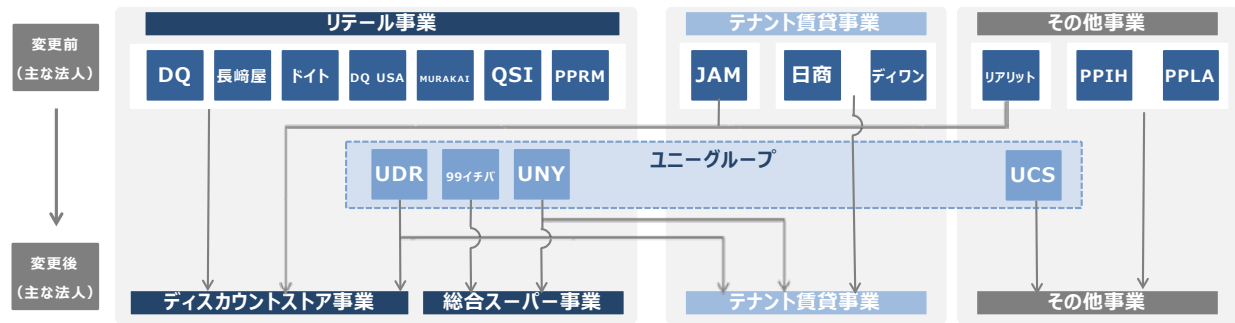 リテール事業
テナント賃貸事業
その他事業
変更前
（主な法人）
DQ
長﨑屋
ドイト
DQ USA
MURAKAI
QSI
PPRM
JAM
日商
ディワン
リアリット
PPIH
PPLA
ユニーグループ
UDR
99イチバ
UNY
UCS
変更後
（主な法人）
ディスカウントストア事業
総合スーパー事業
テナント賃貸事業
その他事業